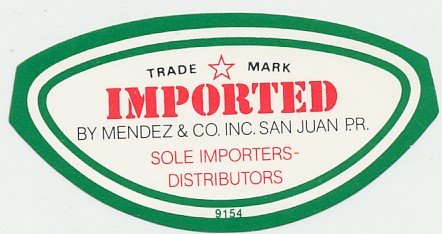 TRADE ☆ MARK
IMPORTED
BY MENDEZ & CO. INC. SAN JUAN P.R.
SOLE IMPORTERS-
DISTRIBUTORS
9154